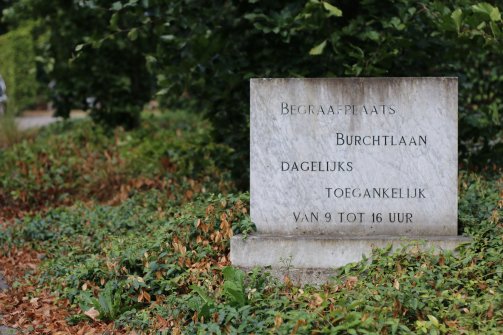 BEGRAAFPLAATS
BURCHTLAAN
DAGELIJKS
TOEGANKELIJK
VAN 9 TOT 16 UUR